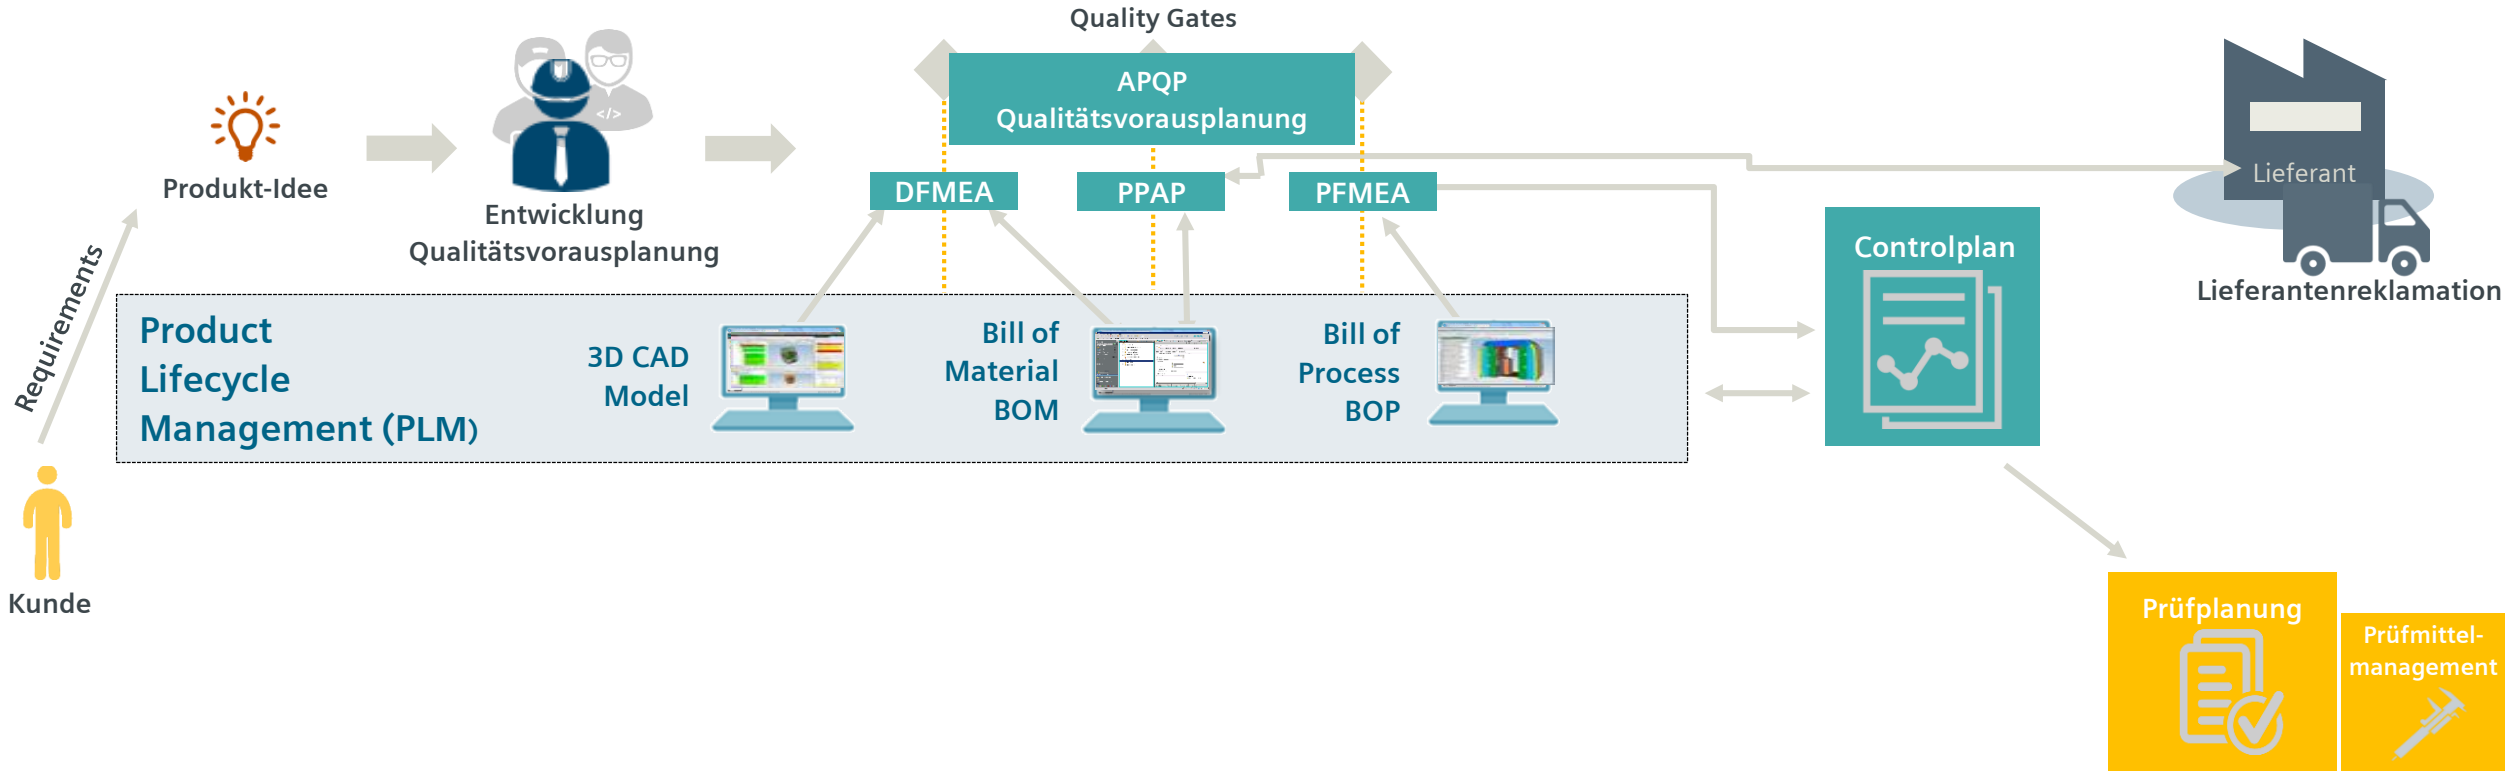 Quality Gates
APQP
Qualitätsvorausplanung
Produkt-Idee
Entwicklung
Qualitätsvorausplanung
DFMEA
PPAP
PFMEA
Lieferant
Lieferantenreklamation
Controlplan
Requirements
Kunde
Product
Lifecycle
Management (PLM)
3D CAD
Model
Bill of
Material
BOM
Bill of
Process
BOP
Prüfplanung
Prüfmittel-
management